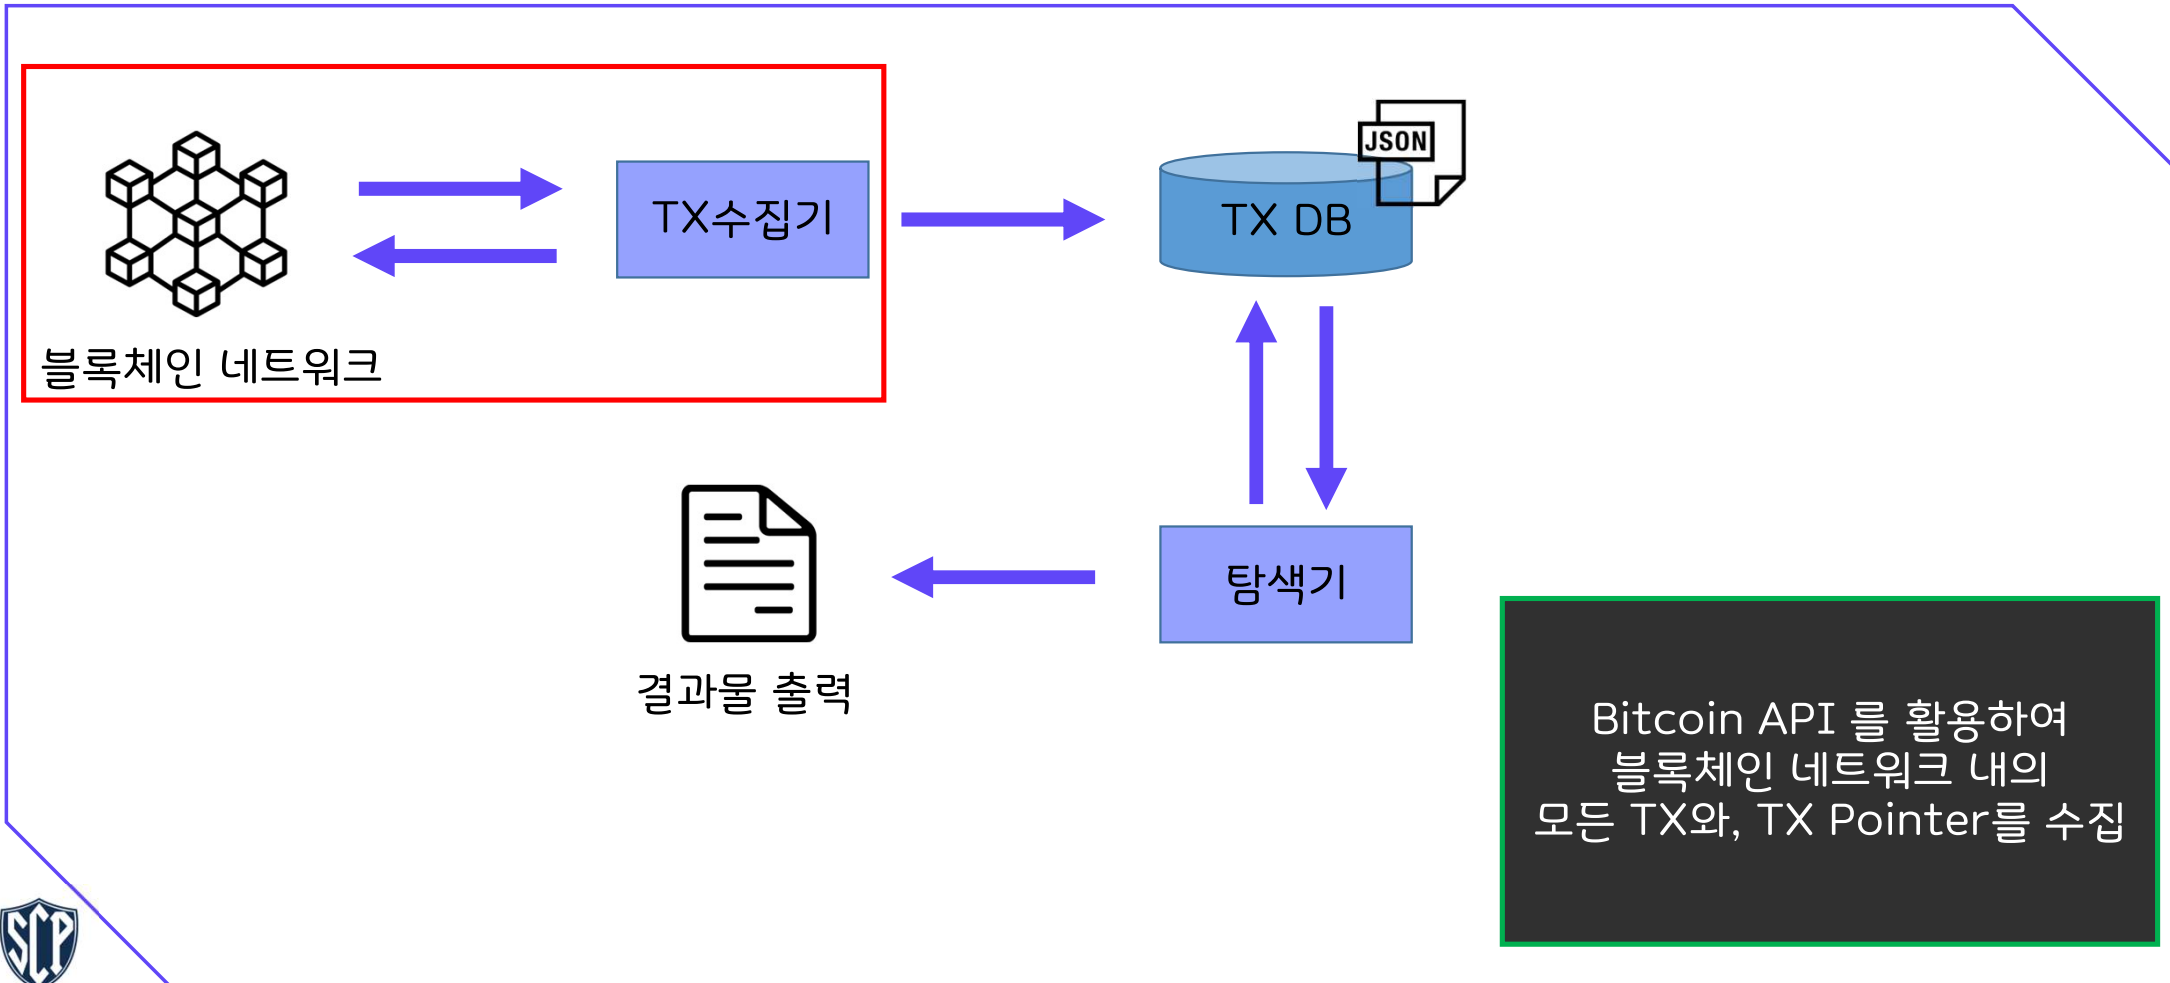 JSON
TX수집기
TX DB
블록체인 네트워크
탐색기
결과물 출력
Bitcoin API 를 활용하여
블록체인 네트워크 내의
모든 TX와, TX Pointer를 수집
SCP